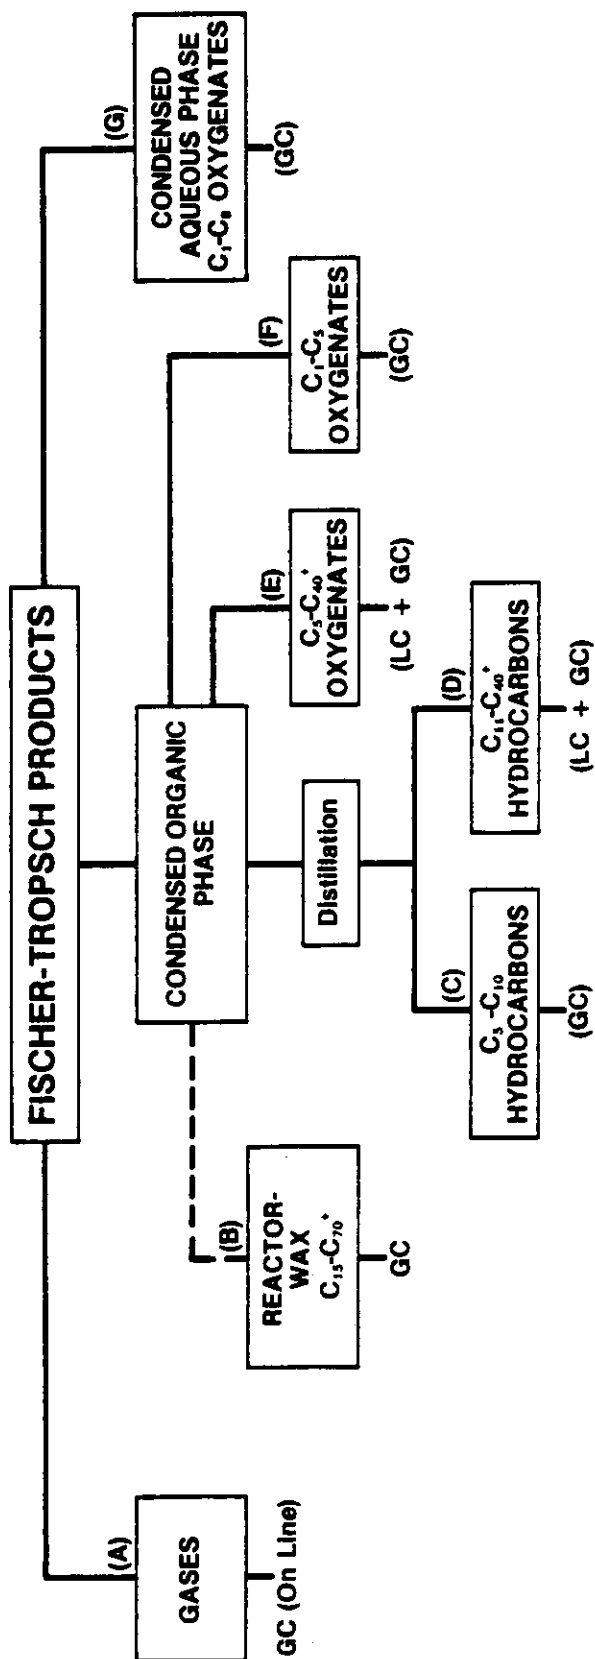 FISCHER-TROPSCH PRODUCTS
(A)
GASES
GC (On Line)
CONDENSED ORGANIC
PHASE
(B)
REACTOR-
WAX
C₁₅-C₇₀⁺
GC
Distillation
(C)
C₅-C₁₀
HYDROCARBONS
(GC)
(D)
C₁₁-C₄₀⁺
HYDROCARBONS
(LC + GC)
(E)
C₅-C₄₀⁺
OXYGENATES
(LC + GC)
(F)
C₁-C₅
OXYGENATES
(GC)
(G)
CONDENSED
AQUEOUS PHASE
OXYGENATES
(GC)